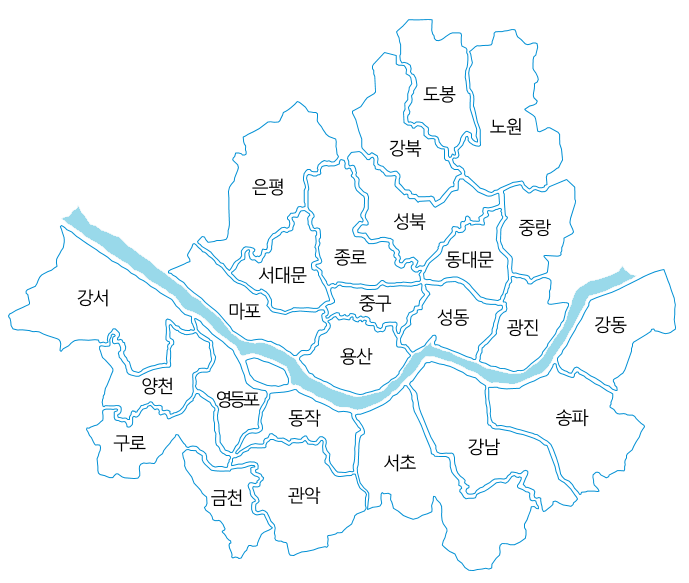 도봉
노원
강북
은평
성북
중랑
종로
동대문
서대문
강서
중구
마포
성동
광진
강동
용산
양천
영등포
동작
송파
구로
강남
서초
금천
관악